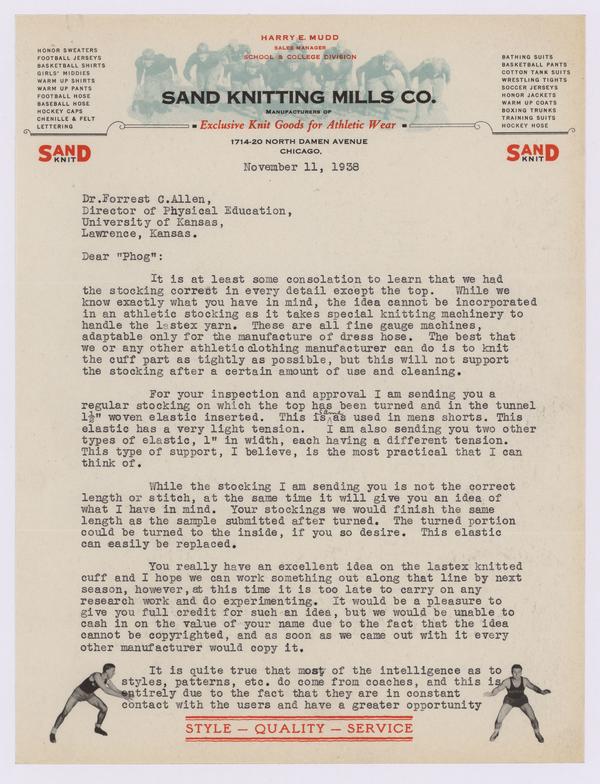 HARRY E. MUDD
SALES MANAGER
SCHOOL & COLLEGE DIVISION
HONOR SWEATERS
FOOTBALL JERSEYS
BASKETBALL SHIRTS
GIRLS' MIDDIES
WARM UP SHIRTS
WARM UP PANTS
FOOTBALL HOSE
BASEBALL HOSE
HOCKEY CAPS
CHENILLE & FELT
LETTERING
SAND KNITTING MILLS CO.
MANUFACTURERS OF
Exclusive Knit Goods for Athletic Wear
1714-20 NORTH DAMEN AVENUE
CHICAGO.
BATHING SUITS
BASKETBALL PANTS
COTTON TANK SUITS
WRESTLING TIGHTS
SOCCER JERSEYS
HONOR JACKETS
WARM UP COATS
BOXING TRUNKS
TRAINING SUITS
HOCKEY HOSE
SAND
KNIT
SAND
KNIT
November 11, 1938
Dr.Forrest C.Allen,
Director of Physical Education,
University of Kansas,
Lawrence, Kansas.
Dear "Phog":
It is at least some consolation to learn that we had
the stocking correct in every detail except the top. While we
know exactly what you have in mind, the idea cannot be incorporated
in an athletic stocking as it takes special knitting machinery to
handle the lastex yarn. These are all fine gauge machines,
adaptable only for the manufacture of dress hose. The best that
we or any other athletic clothing manufacturer can do is to knit
the cuff part as tightly as possible, but this will not support
the stocking after a certain amount of use and cleaning.
For your inspection and approval I am sending you a
regular stocking on which the top has been turned and in the tunnel
1½" woven elastic inserted. This is as used in mens shorts. This
elastic has a very light tension. I am also sending you two other
types of elastic, 1" in width, each having a different tension.
This type of support, I believe, is the most practical that I can
think of.
While the stocking I am sending you is not the correct
length or stitch, at the same time it will give you an idea of
what I have in mind. Your stockings we would finish the same
length as the sample submitted after turned. The turned portion
could be turned to the inside, if you so desire. This elastic
can easily be replaced.
You really have an excellent idea on the lastex knitted
cuff and I hope we can work something out along that line by next
season, however, at this time it is too late to carry on any
research work and do experimenting. It would be a pleasure to
give you full credit for such an idea, but we would be unable to
cash in on the value of your name due to the fact that the idea
cannot be copyrighted, and as soon as we came out with it every
other manufacturer would copy it.
It is quite true that most of the intelligence as to
styles, patterns, etc. do come from coaches, and this is
entirely due to the fact that they are in constant
contact with the users and have a greater opportunity
STYLE — QUALITY — SERVICE